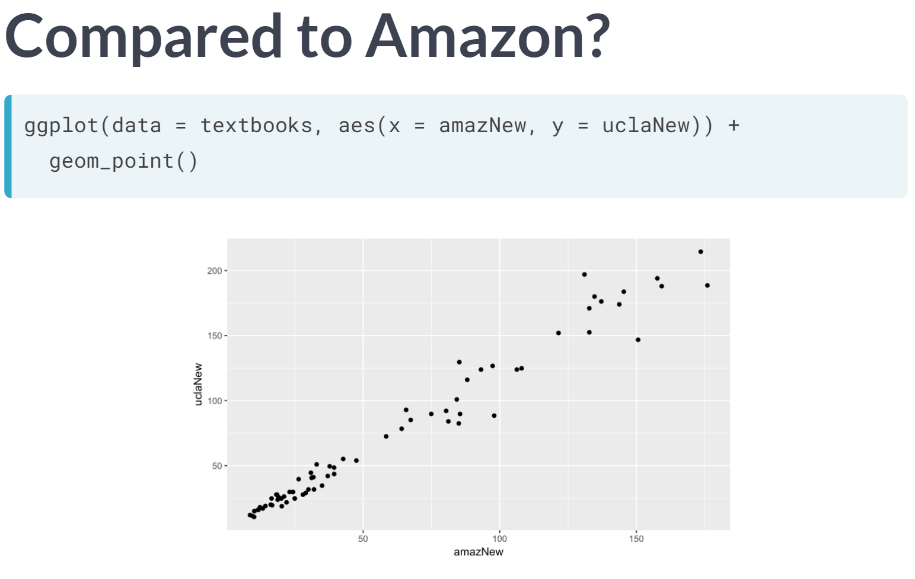 Compared to Amazon?
ggplot(data = textbooks, aes(x = amazNew, y = uclaNew)) +
  geom_point()
200
150
100
50
uclaNew
50
100
150
amazNew